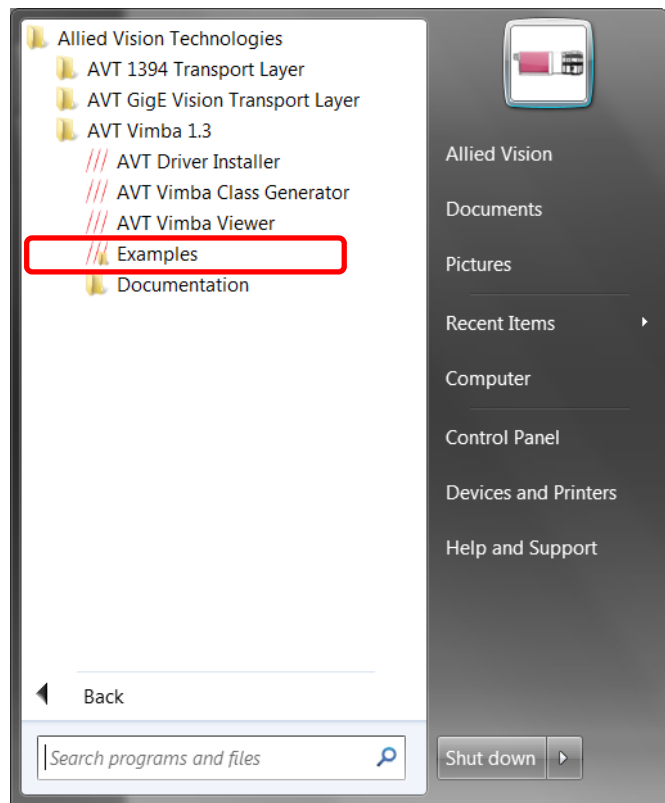 Allied Vision Technologies
AVT 1394 Transport Layer
AVT GigE Vision Transport Layer
AVT Vimba 1.3
AVT Driver Installer
AVT Vimba Class Generator
AVT Vimba Viewer
Examples
Documentation
Back
Search programs and files
Allied Vision
Documents
Pictures
Recent Items
Computer
Control Panel
Devices and Printers
Help and Support
Shut down